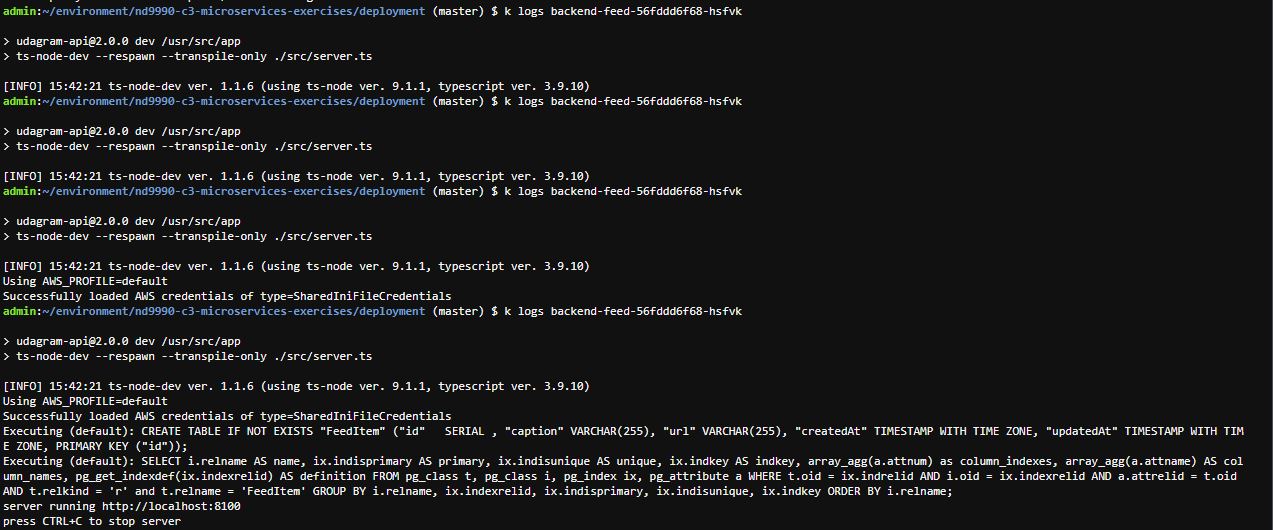 admin:~/environment/nd9990-c3-microservices-exercises/deployment (master) $ k logs backend-feed-56fddd6f68-hsfvk
> udagram-api@2.0.0 dev /usr/src/app
> ts-node-dev --respawn --transpile-only ./src/server.ts
[INFO] 15:42:21 ts-node-dev ver. 1.1.6 (using ts-node ver. 9.1.1, typescript ver. 3.9.10)
admin:~/environment/nd9990-c3-microservices-exercises/deployment (master) $ k logs backend-feed-56fddd6f68-hsfvk
> udagram-api@2.0.0 dev /usr/src/app
> ts-node-dev --respawn --transpile-only ./src/server.ts
[INFO] 15:42:21 ts-node-dev ver. 1.1.6 (using ts-node ver. 9.1.1, typescript ver. 3.9.10)
admin:~/environment/nd9990-c3-microservices-exercises/deployment (master) $ k logs backend-feed-56fddd6f68-hsfvk
> udagram-api@2.0.0 dev /usr/src/app
> ts-node-dev --respawn --transpile-only ./src/server.ts
[INFO] 15:42:21 ts-node-dev ver. 1.1.6 (using ts-node ver. 9.1.1, typescript ver. 3.9.10)
Using AWS_PROFILE=default
Successfully loaded AWS credentials of type=SharedIniFileCredentials
admin:~/environment/nd9990-c3-microservices-exercises/deployment (master) $ k logs backend-feed-56fddd6f68-hsfvk
> udagram-api@2.0.0 dev /usr/src/app
> ts-node-dev --respawn --transpile-only ./src/server.ts
[INFO] 15:42:21 ts-node-dev ver. 1.1.6 (using ts-node ver. 9.1.1, typescript ver. 3.9.10)
Using AWS_PROFILE=default
Successfully loaded AWS credentials of type=SharedIniFileCredentials
Executing (default): CREATE TABLE IF NOT EXISTS "FeedItem" ("id"   SERIAL , "caption" VARCHAR(255), "url" VARCHAR(255), "createdAt" TIMESTAMP WITH TIME ZONE, "updatedAt" TIMESTAMP WITH TIM
E ZONE, PRIMARY KEY ("id"));
Executing (default): SELECT i.relname AS name, ix.indisprimary AS primary, ix.indisunique AS unique, ix.indkey AS indkey, array_agg(a.attnum) as column_indexes, array_agg(a.attname) AS col
umn_names, pg_get_indexdef(ix.indexrelid) AS definition FROM pg_class t, pg_class i, pg_index ix, pg_attribute a WHERE t.oid = ix.indrelid AND i.oid = ix.indexrelid AND a.attrelid = t.oid
AND t.relkind = 'r' and t.relname = 'FeedItem' GROUP BY i.relname, ix.indexrelid, ix.indisprimary, ix.indisunique, ix.indkey ORDER BY i.relname;
server running http://localhost:8100
press CTRL+C to stop server